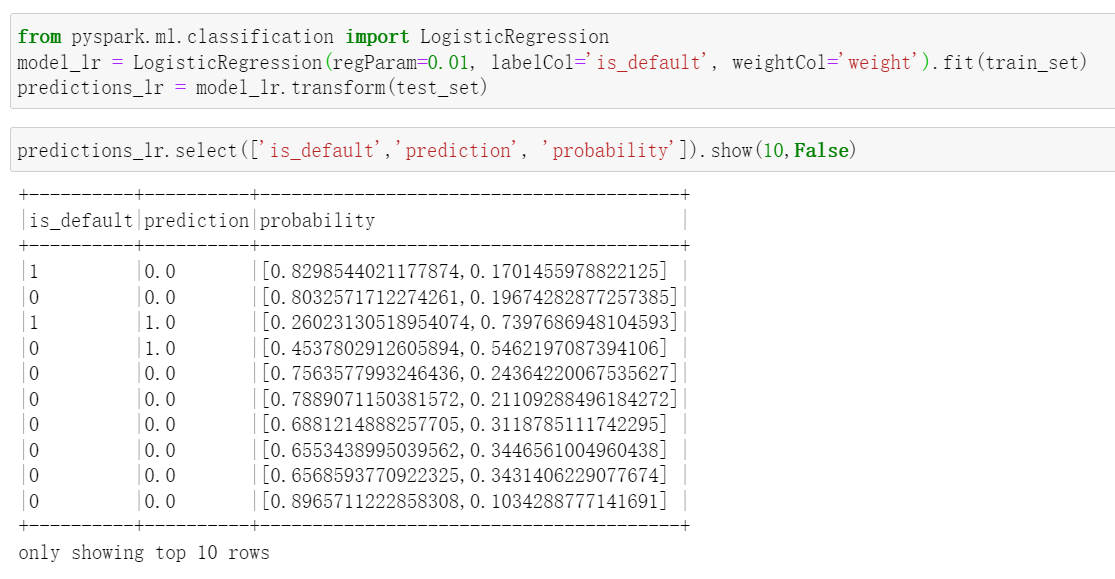 from pyspark.ml.classification import LogisticRegression
model_lr = LogisticRegression(regParam=0.01, labelCol='is_default', weightCol='weight').fit(train_set)
predictions_lr = model_lr.transform(test_set)
predictions_lr.select(['is_default','prediction', 'probability']).show(10,False)
+----------+----------+----------------------------------------+
|is_default|prediction|probability                             |
+----------+----------+----------------------------------------+
|1         |0.0       |[0.8298544021177874,0.1701455978822125] |
|0         |0.0       |[0.8032571712274261,0.19674282877257385]|
|1         |1.0       |[0.26023130518954074,0.7397686948104593]|
|0         |1.0       |[0.4537802912605894,0.5462197087394106] |
|0         |0.0       |[0.7563577993246436,0.24364220067535627]|
|0         |0.0       |[0.7889071150381572,0.21109288496184272]|
|0         |0.0       |[0.6881214888257705,0.3118785111742295] |
|0         |0.0       |[0.6553438995039562,0.3446561004960438] |
|0         |0.0       |[0.6568593770922325,0.3431406229077674] |
|0         |0.0       |[0.8965711222858308,0.1034288777141691] |
+----------+----------+----------------------------------------+
only showing top 10 rows